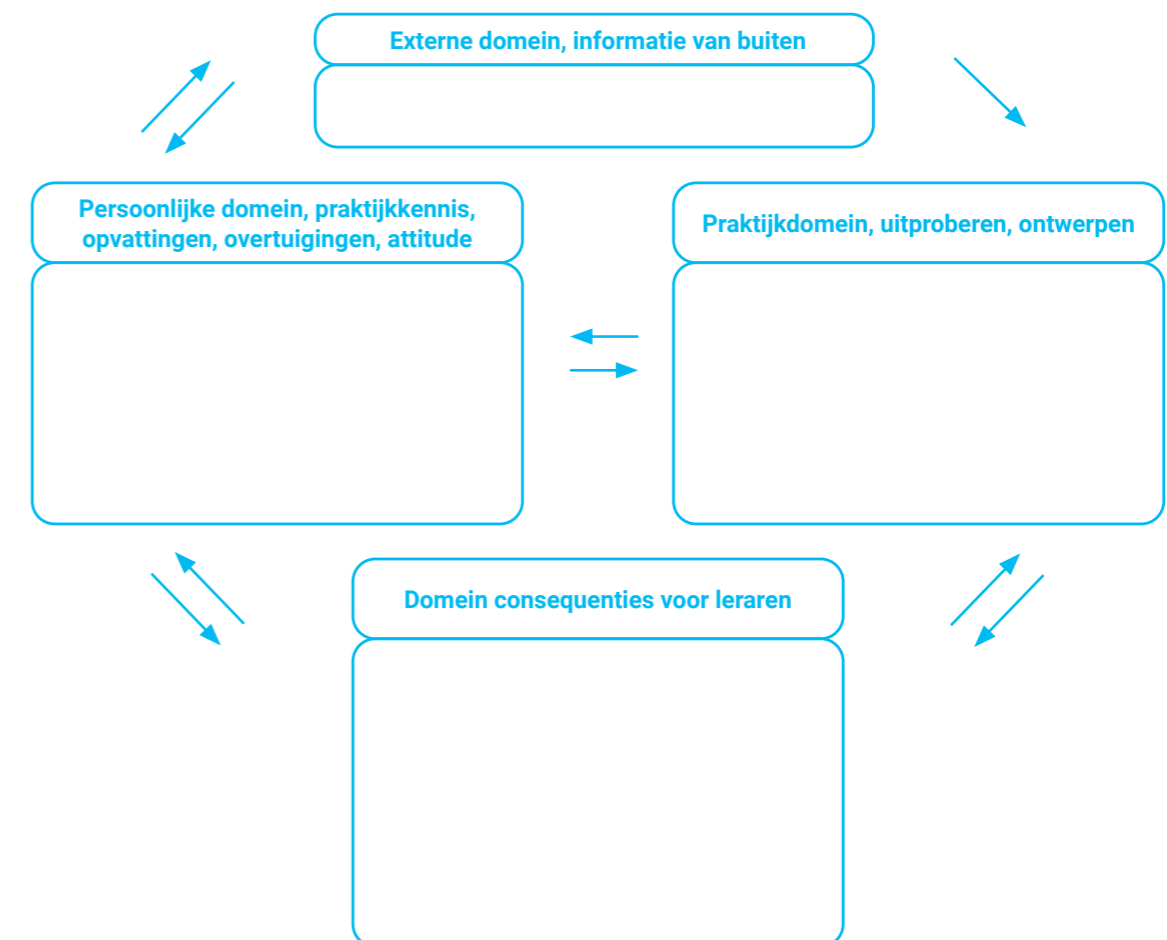 Externe domein, informatie van buiten
Persoonlijke domein, praktijkkennis,
opvattingen, overtuigingen, attitude
Praktijkdomein, uitproberen, ontwerpen
Domein consequenties voor leraren